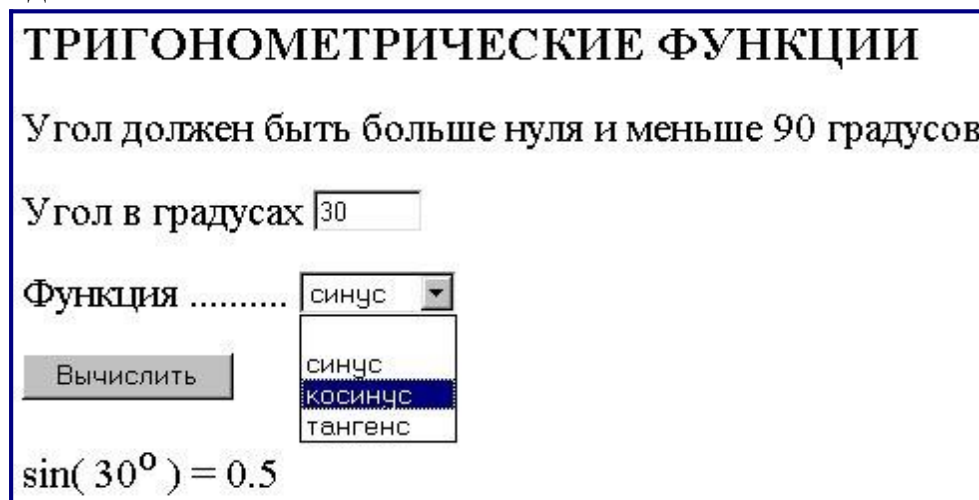 ТРИГОНОМЕТРИЧЕСКИЕ ФУНКЦИИ
Угол должен быть больше нуля и меньше 90 градусов
Угол в градусах 30
Функция .......... синус
синус
косинус
тангенс
Вычислить
sin( 30º ) = 0.5